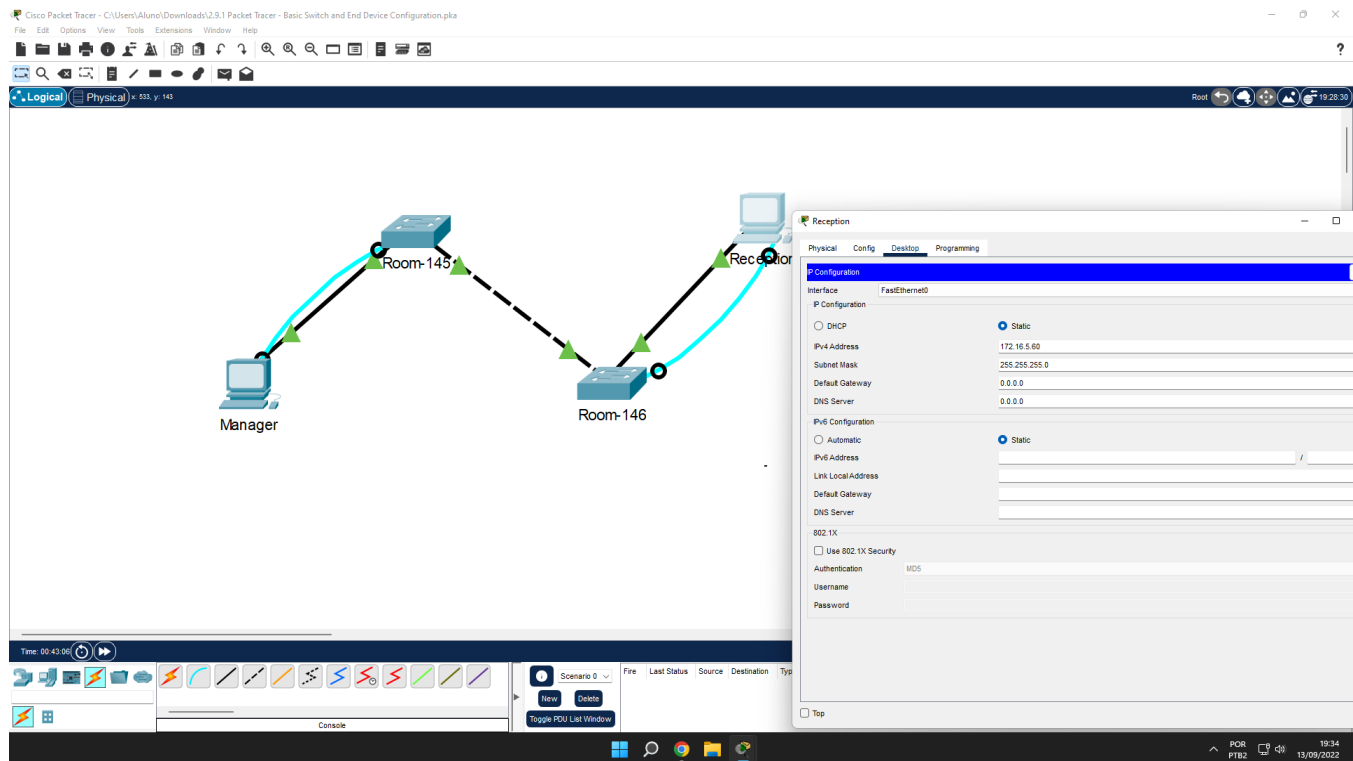 Cisco Packet Tracer - C:\Users\Aluno\Downloads\2.9.1 Packet Tracer - Basic Switch and End Device Configuration.pka
File Edit Options View Tools Extensions Window Help
?
Logical Physical x: 533, y: 143 Root 19:28:30
Room-145
Reception
Manager
Room-146
Reception
Physical Config Desktop Programming
IP Configuration
Interface FastEthernet0
IP Configuration
DHCP Static
IPv4 Address 172.16.5.60
Subnet Mask 255.255.255.0
Default Gateway 0.0.0.0
DNS Server 0.0.0.0
IPv6 Configuration
Automatic Static
IPv6 Address /
Link Local Address
Default Gateway
DNS Server
802.1X
Use 802.1X Security
Authentication MD5
Username
Password
Top
Time: 00:43:06
Scenario 0
New Delete
Toggle PDU List Window
Fire Last Status Source Destination Typ
Console
POR
PTB2
19:34
13/09/2022